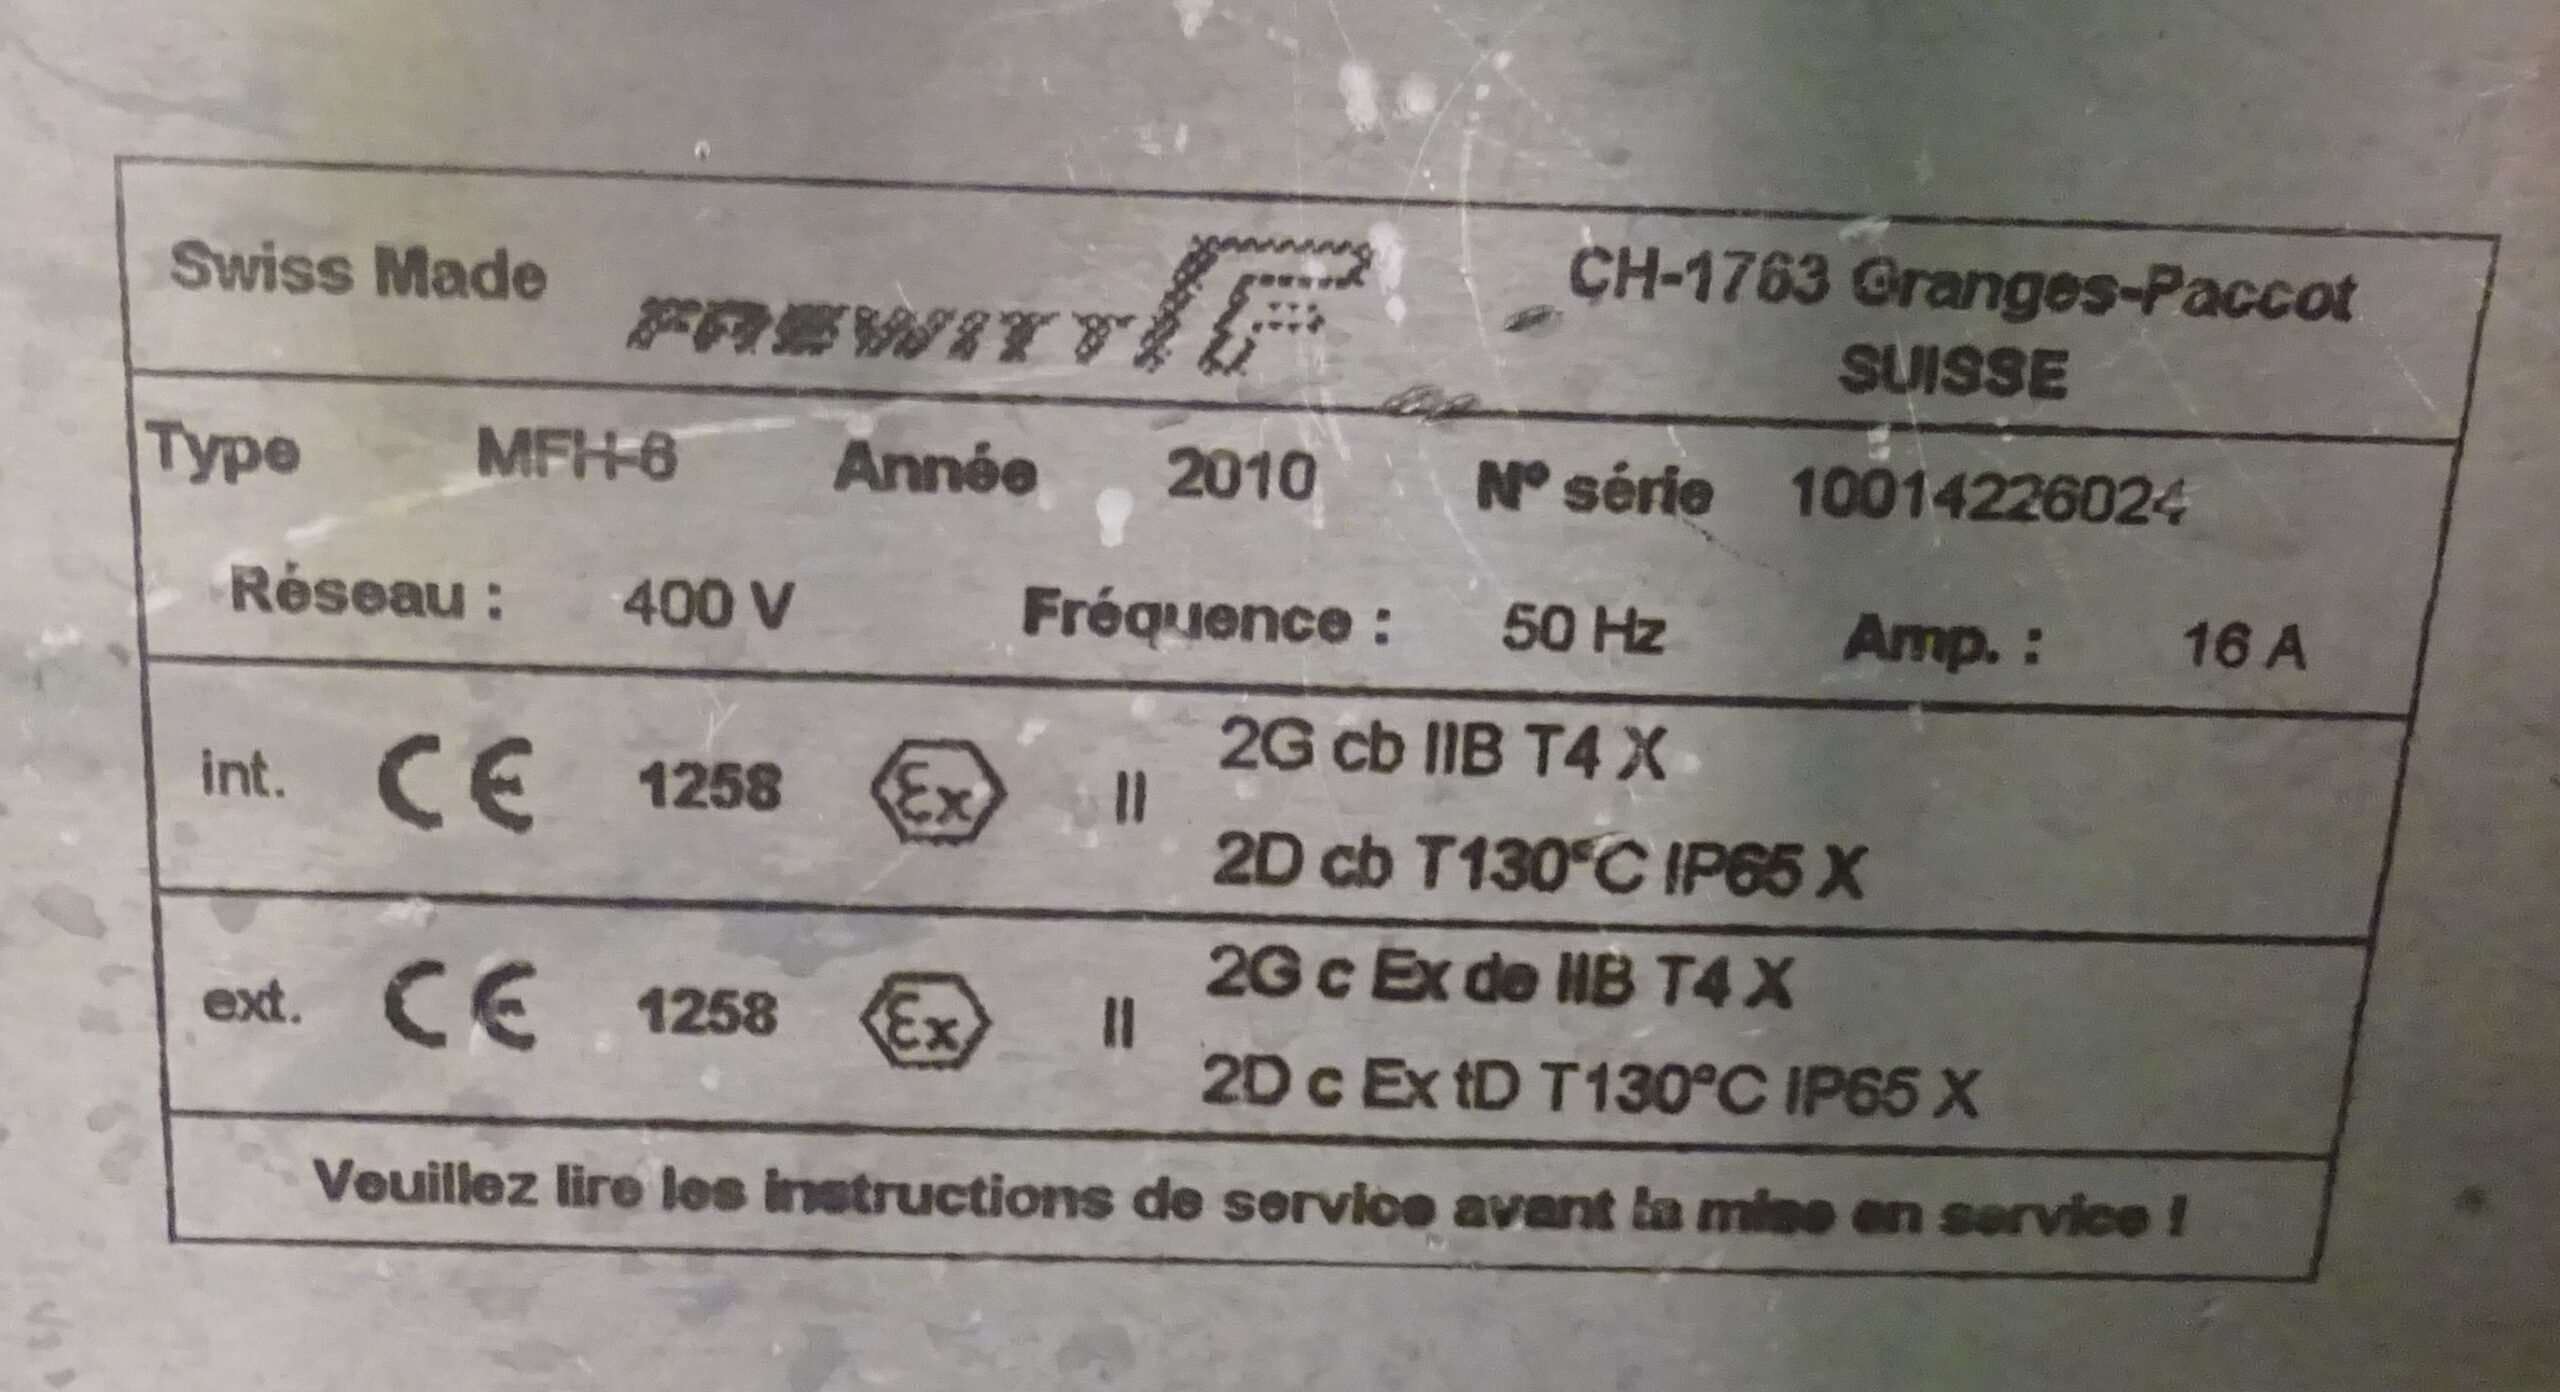 Swiss Made FREWITT CH-1763 Granges-Paccot
SUISSE
Type MFH-6 Année 2010 N° série 10014226024
Réseau : 400 V Fréquence : 50 Hz Amp. : 16 A
int. CE 1258 Ex II 2G cb IIB T4 X
2D cb T130°C IP65 X
ext. CE 1258 Ex II 2G c Ex de IIB T4 X
2D c Ex tD T130°C IP65 X
Veuillez lire les instructions de service avant la mise en service !